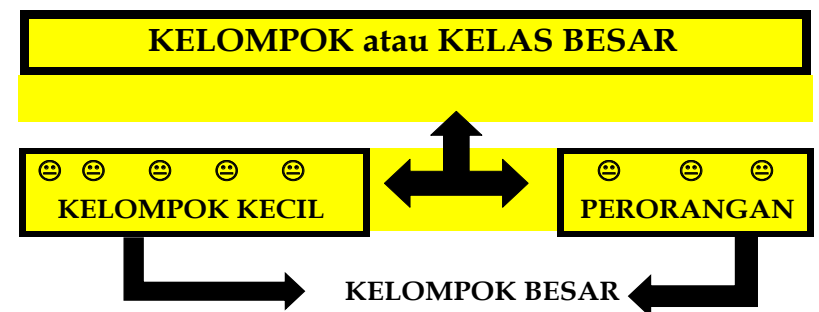 KELOMPOK atau KELAS BESAR
KELOMPOK KECIL
PERORANGAN
KELOMPOK BESAR